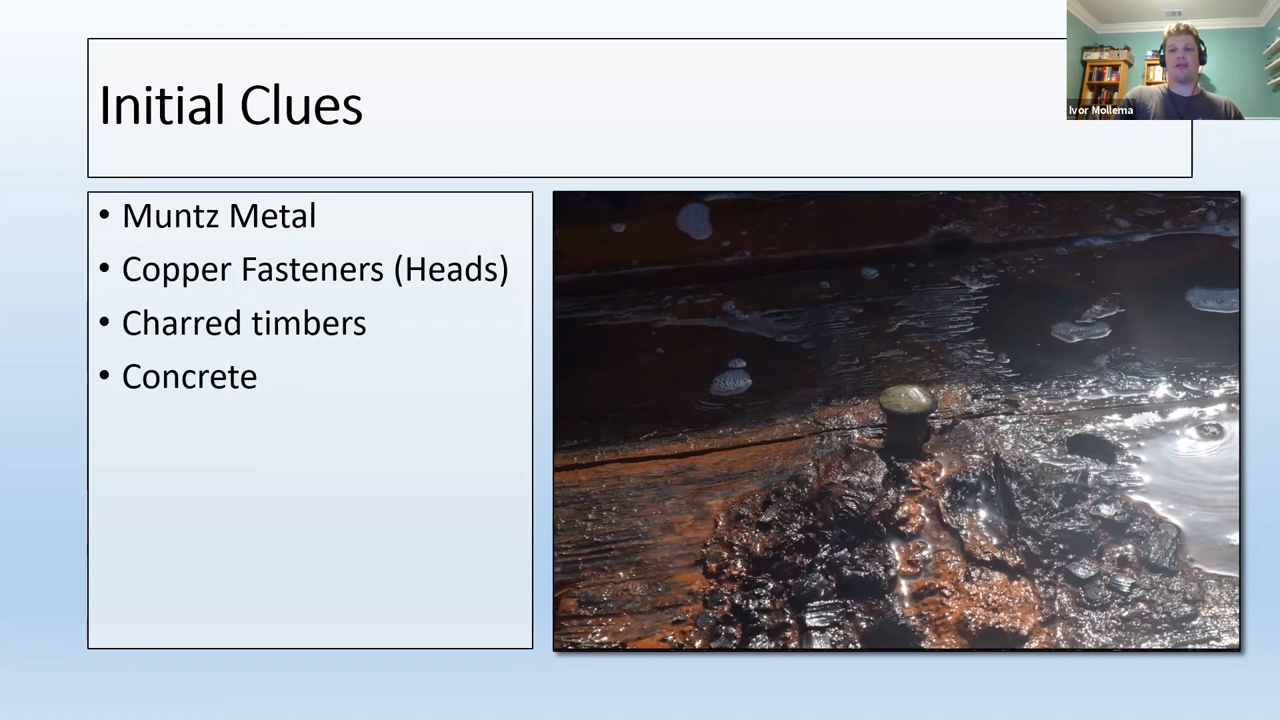 Initial Clues
Ivor Mollema
• Muntz Metal
• Copper Fasteners (Heads)
• Charred timbers
• Concrete